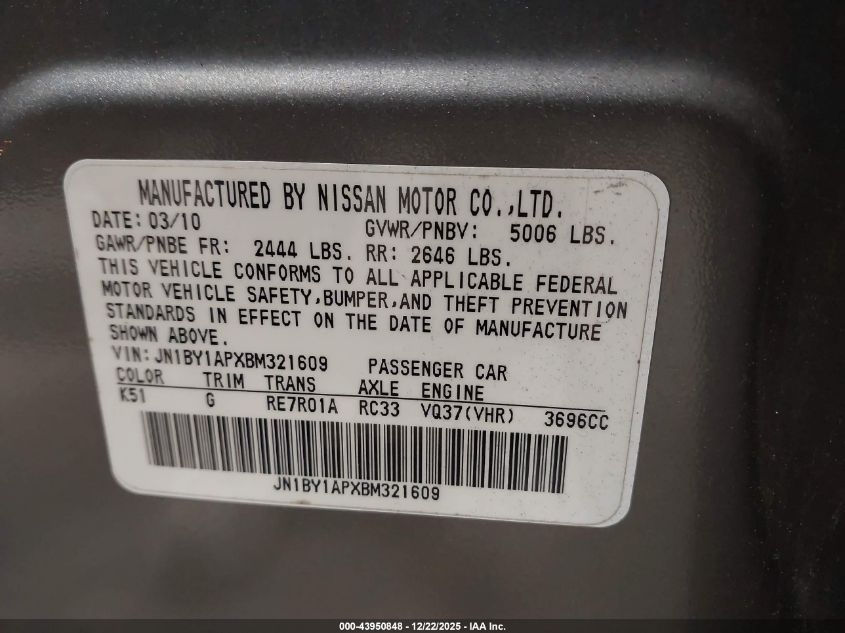 MANUFACTURED BY NISSAN MOTOR CO.,LTD.
DATE: 03/10 GVWR/PNBV: 5006 LBS.
GAWR/PNBE FR: 2444 LBS. RR: 2646 LBS.
THIS VEHICLE CONFORMS TO ALL APPLICABLE FEDERAL
MOTOR VEHICLE SAFETY,BUMPER,AND THEFT PREVENTION
STANDARDS IN EFFECT ON THE DATE OF MANUFACTURE
SHOWN ABOVE.
VIN: JN1BY1APXBM321609 PASSENGER CAR
COLOR TRIM TRANS AXLE ENGINE
K51 G RE7R01A RC33 VQ37(VHR) 3696CC
JN1BY1APXBM321609
000-43950848 - 12/22/2025 - IAA Inc.